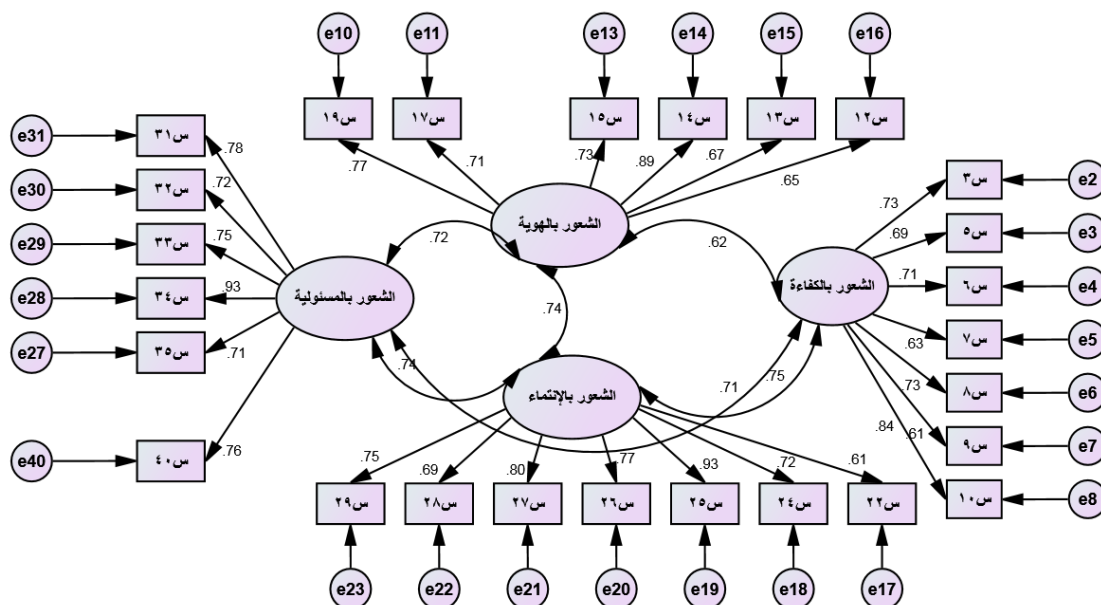 e10
e11
e13
e14
e15
e16
س١٩
س١٧
س١٥
س١٤
س١٣
س١٢
.77
.71
.73
.89
.67
.65
الشعور بالهوية
e31
س٣١
.78
e30
س٣٢
.72
e29
س٣٣
.75
e28
س٣٤
.93
e27
س٣٥
.71
e40
س٤٠
.76
الشعور بالمسئولية
.72
.62
.74
.74
.71
.75
الشعور بالكفاءة
.73
س٣
e2
.69
س٥
e3
.71
س٦
e4
.63
س٧
e5
.73
س٨
e6
.61
س٩
e7
.84
س١٠
e8
الشعور بالإنتماء
.75
.69
.80
.77
.93
.72
.61
س٢٩
س٢٨
س٢٧
س٢٦
س٢٥
س٢٤
س٢٢
e23
e22
e21
e20
e19
e18
e17